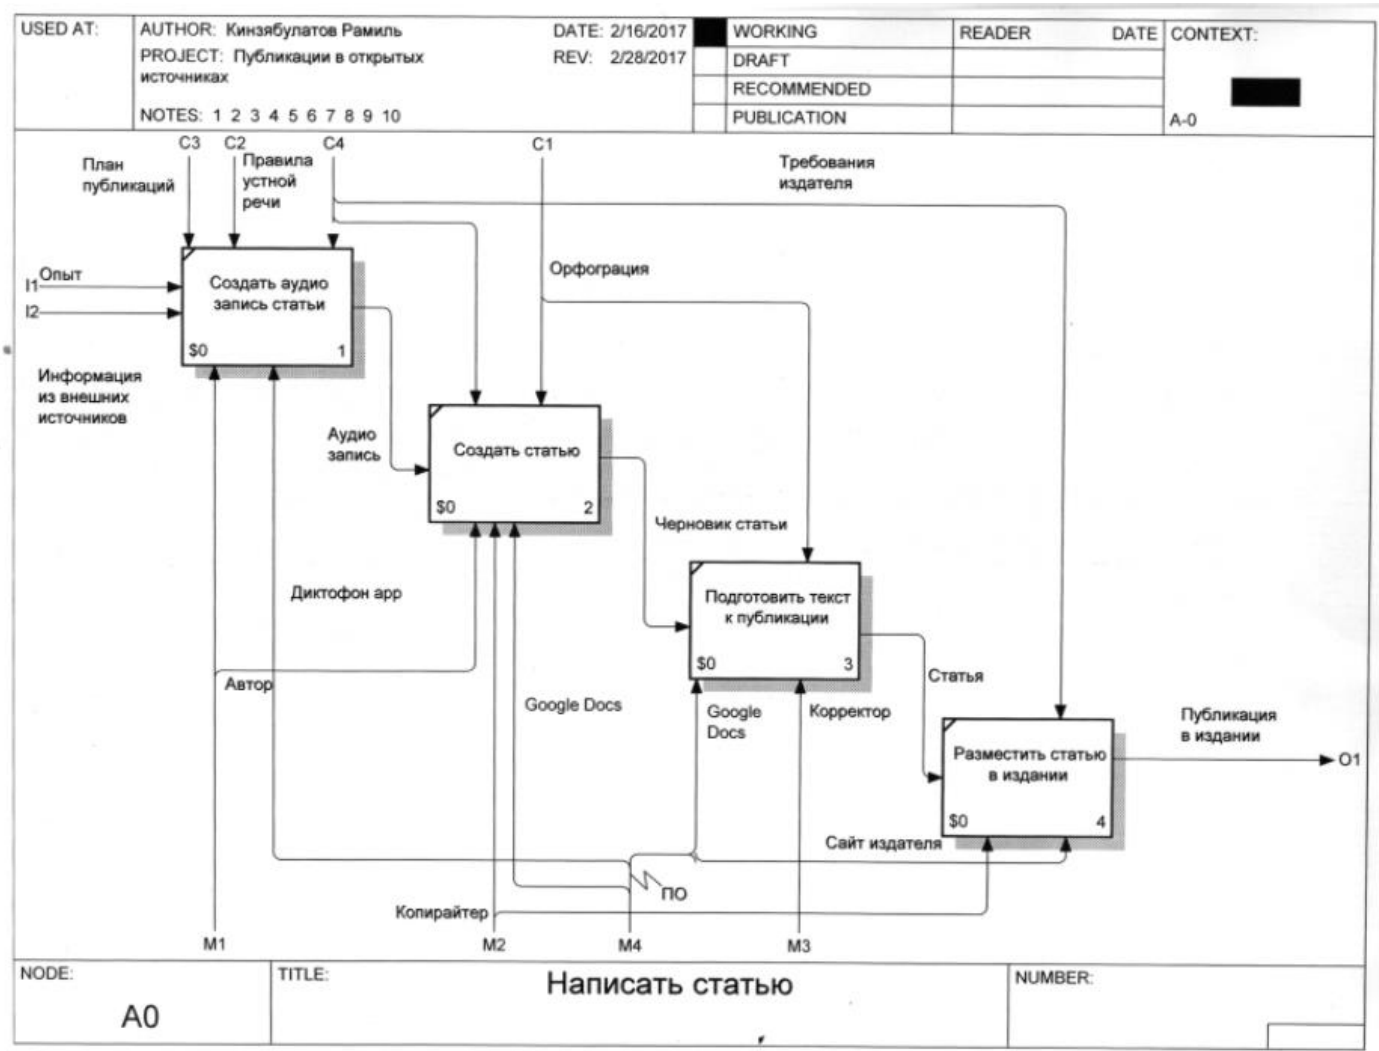 USED AT:
AUTHOR: Кинзябулатов Рамиль
DATE: 2/16/2017
PROJECT: Публикации в открытых
источниках
REV: 2/28/2017
NOTES: 1 2 3 4 5 6 7 8 9 10
WORKING
DRAFT
RECOMMENDED
PUBLICATION
READER
DATE
CONTEXT:
A-0
C3
C2
C4
C1
План
публикаций
Правила
устной
речи
Требования
издателя
I1
Опыт
I2
Создать аудио
запись статьи
$0
1
Орфограция
Информация
из внешних
источников
Аудио
запись
Создать статью
$0
2
Черновик статьи
Диктофон app
Подготовить текст
к публикации
$0
3
Автор
Google Docs
Google
Docs
Корректор
Статья
Публикация
в издании
Разместить статью
в издании
$0
4
O1
Сайт издателя
ПО
Копирайтер
M1
M2
M4
M3
NODE:
A0
TITLE:
Написать статью
NUMBER: